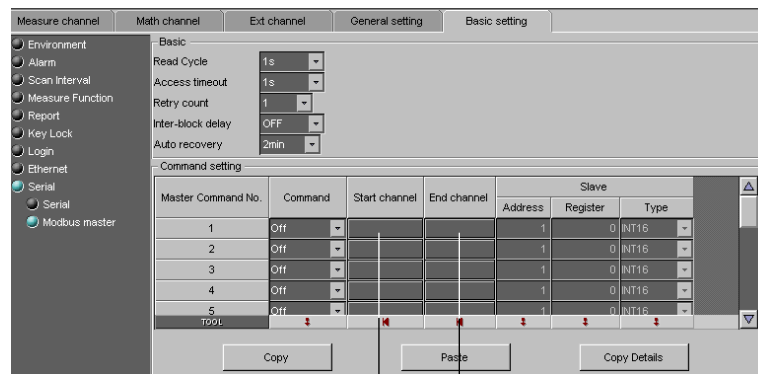 Measure channel Math channel Ext channel General setting Basic setting
Environment
Alarm
Scan Interval
Measure Function
Report
Key Lock
Login
Ethernet
Serial
Serial
Modbus master
Basic
Read Cycle 1s
Access timeout 1s
Retry count 1
Inter-block delay OFF
Auto recovery 2min
Command setting
Master Command No. Command Start channel End channel Slave
Address Register Type
1 Off 1 0 INT16
2 Off 1 0 INT16
3 Off 1 0 INT16
4 Off 1 0 INT16
5 Off 1 0 INT16
TOOL
Copy Paste Copy Details